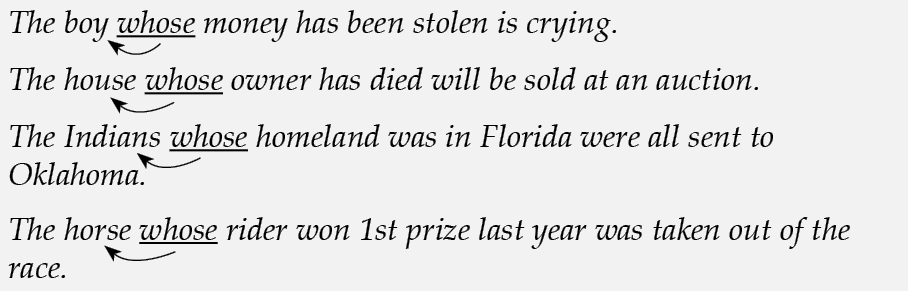 The boy whose money has been stolen is crying.
The house whose owner has died will be sold at an auction.
The Indians whose homeland was in Florida were all sent to
Oklahoma.
The horse whose rider won 1st prize last year was taken out of the
race.